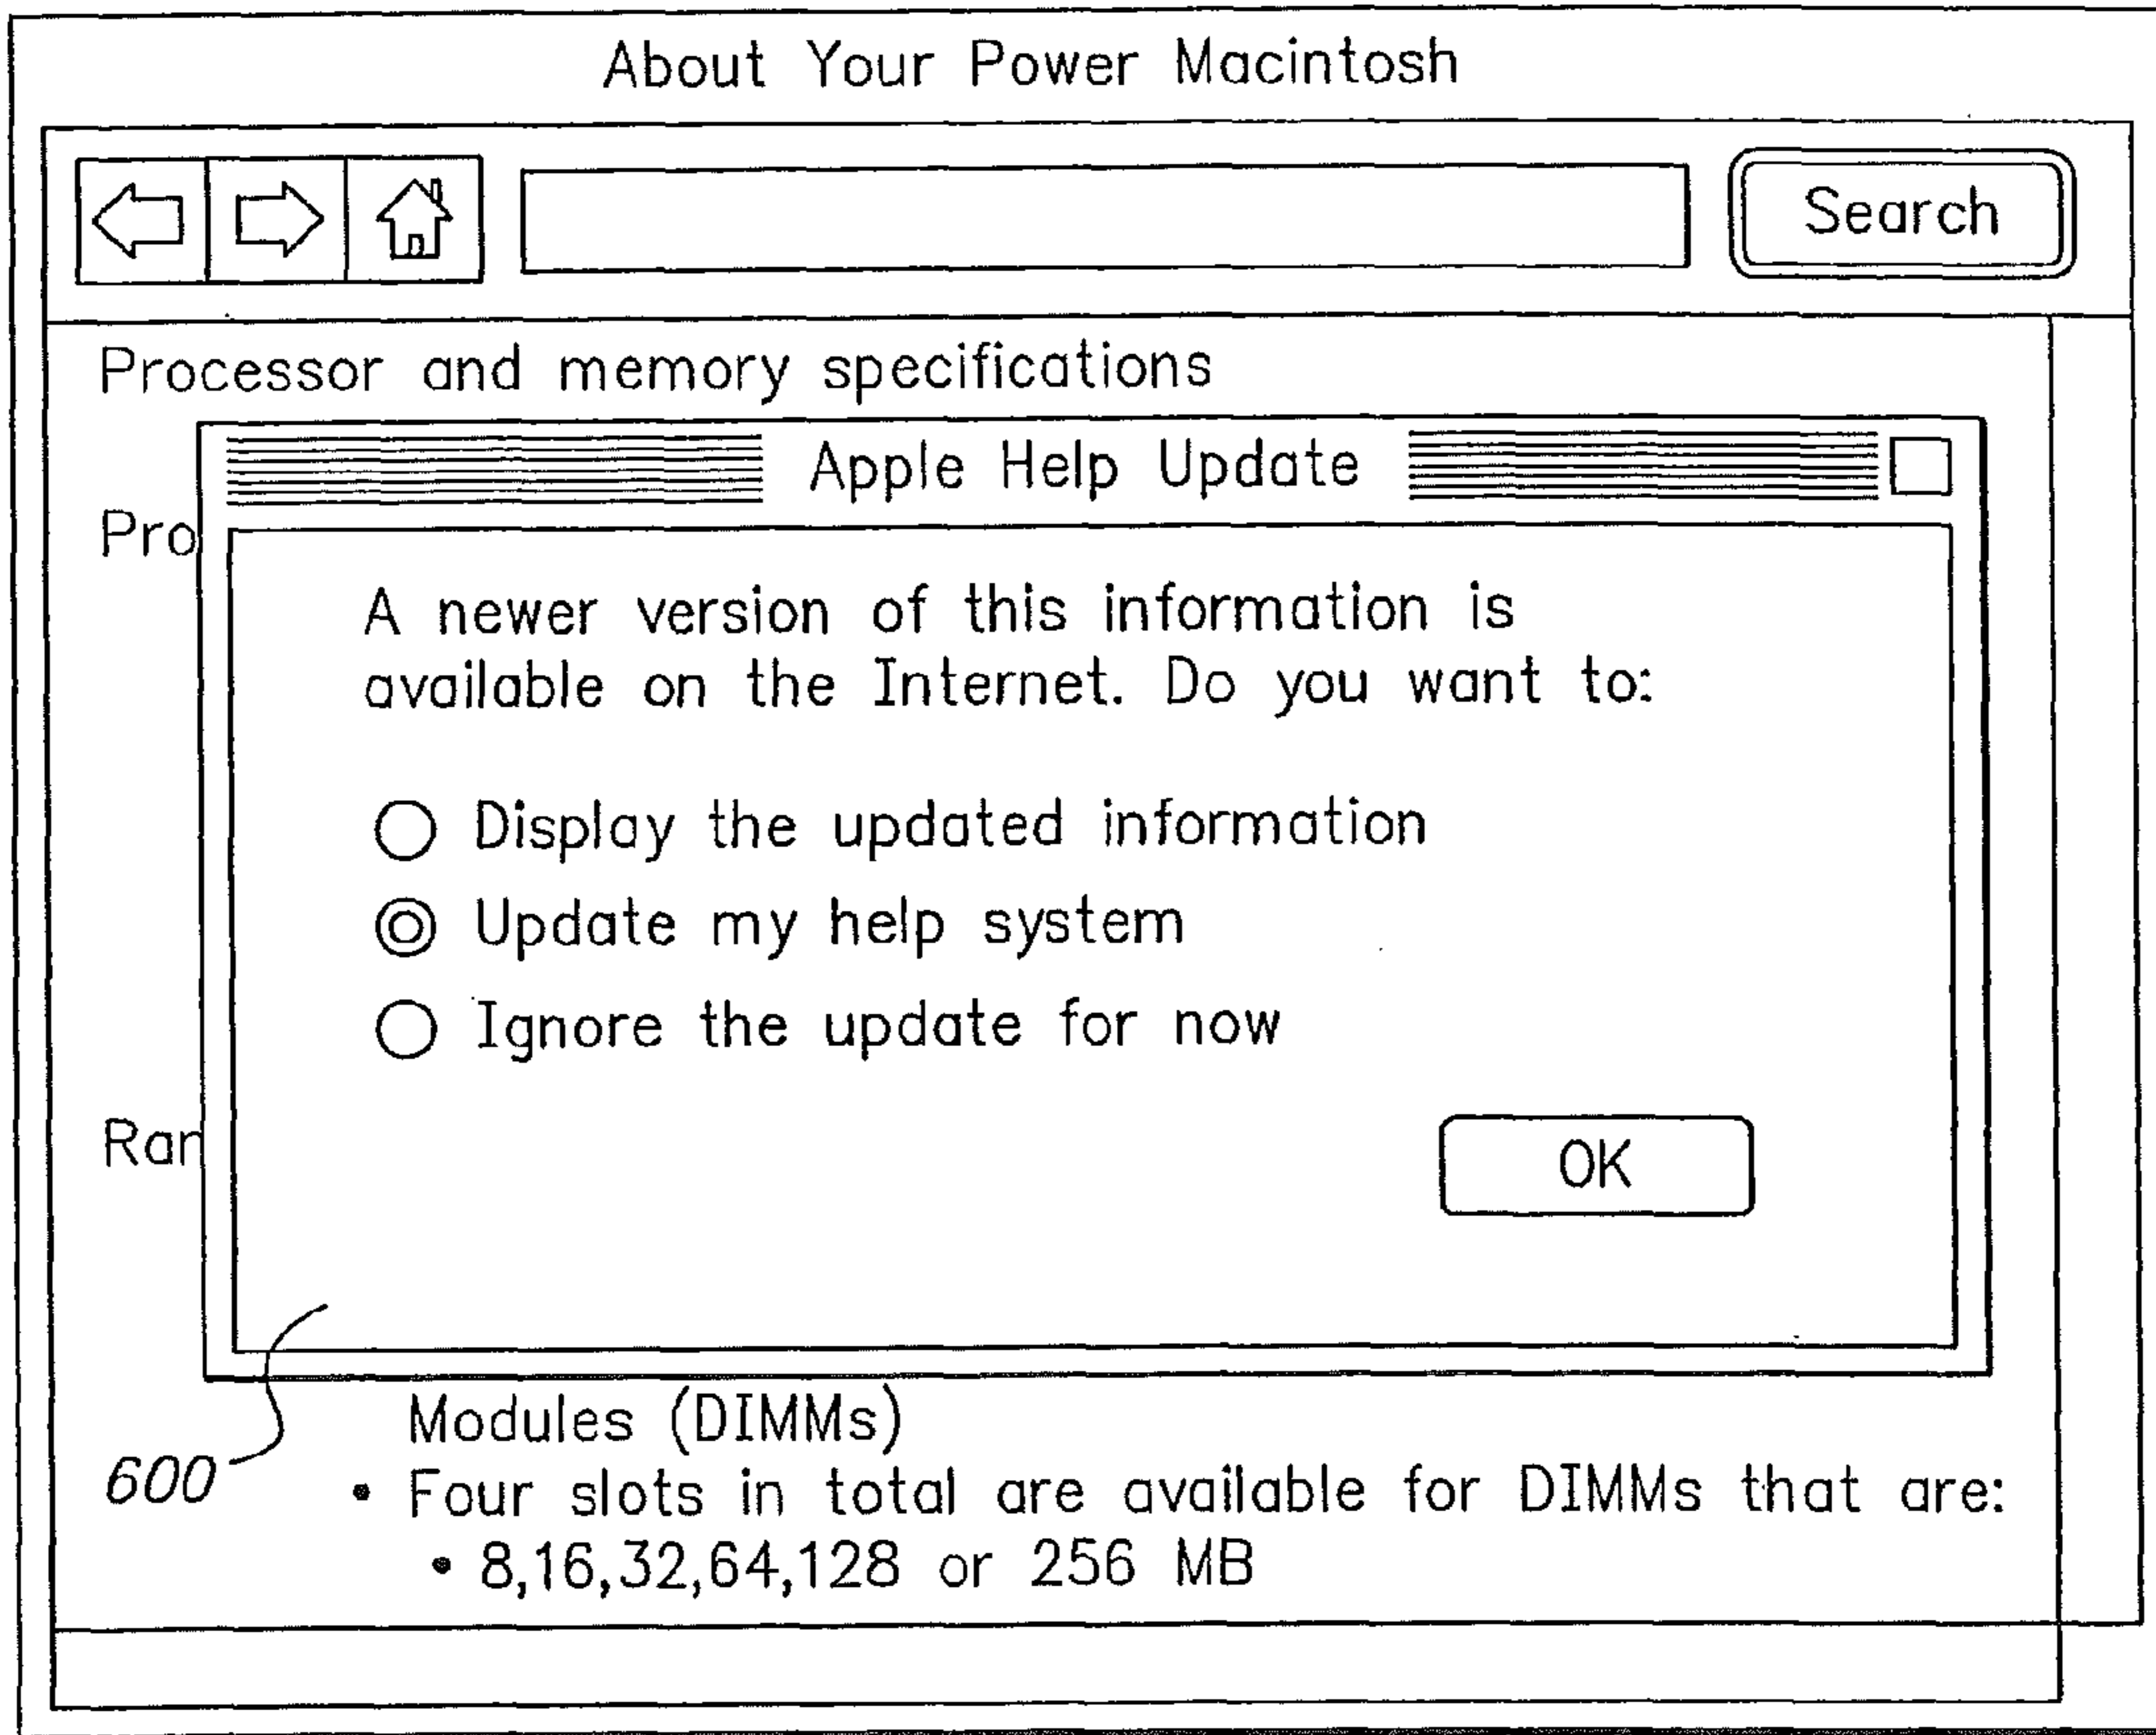 About Your Power Macintosh
Search
Processor and memory specifications
Apple Help Update
Pro
A newer version of this information is
available on the Internet. Do you want to:
Display the updated information
Update my help system
Ignore the update for now
Ran
OK
Modules (DIMMs)
600
• Four slots in total are available for DIMMs that are:
• 8,16,32,64,128 or 256 MB